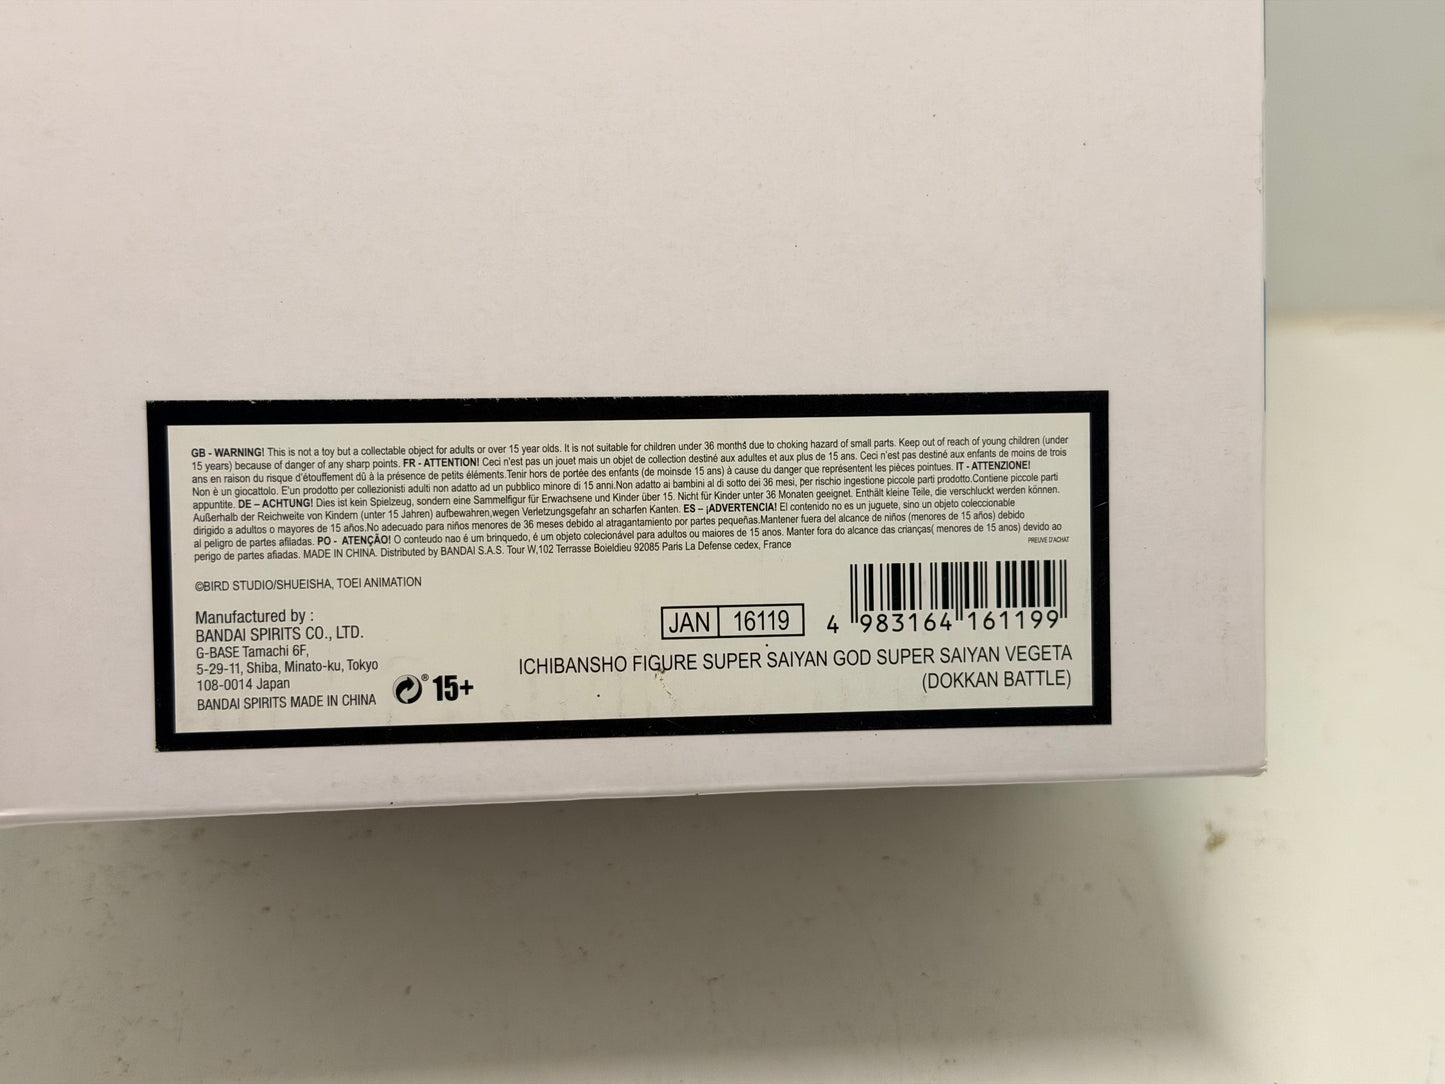 GB - WARNING! This is not a toy but a collectable object for adults or over 15 year olds. It is not suitable for children under 36 months due to choking hazard of small parts. Keep out of reach of young children (under
15 years) because of danger of any sharp points. FR - ATTENTION! Ceci n'est pas un jouet mais un objet de collection destiné aux adultes et aux plus de 15 ans. Ceci n'est pas destiné aux enfants de moins de trois
ans en raison du risque d'étouffement dû à la présence de petits éléments.Tenir hors de portée des enfants (de moinsde 15 ans) à cause du danger que représentent les pièces pointues. IT - ATTENZIONE!
Non è un giocattolo. E'un prodotto per collezionisti adulti non adatto ad un pubblico minore di 15 anni.Non adatto ai bambini al di sotto dei 36 mesi, per rischio ingestione piccole parti prodotto.Contiene piccole parti
appuntite. DE – ACHTUNG! Dies ist kein Spielzeug, sondern eine Sammelfigur für Erwachsene und Kinder über 15. Nicht für Kinder unter 36 Monaten geeignet. Enthält kleine Teile, die verschluckt werden können.
Außerhalb der Reichweite von Kindern (unter 15 Jahren) aufbewahren,wegen Verletzungsgefahr an scharfen Kanten. ES – ¡ADVERTENCIA! El contenido no es un juguete, sino un objeto coleccionable
dirigido a adultos o mayores de 15 años.No adecuado para niños menores de 36 meses debido al atragantamiento por partes pequeñas.Mantener fuera del alcance de niños (menores de 15 años) debido
al peligro de partes afiladas. PO - ATENÇÃO! O conteudo nao é um brinquedo, é um objeto colecionável para adultos ou maiores de 15 anos. Manter fora do alcance das crianças( menores de 15 anos) devido ao
perigo de partes afiadas. MADE IN CHINA. Distributed by BANDAI S.A.S. Tour W,102 Terrasse Boieldieu 92085 Paris La Defense cedex, France
PREUVE D'ACHAT
©BIRD STUDIO/SHUEISHA, TOEI ANIMATION
Manufactured by :
BANDAI SPIRITS CO., LTD.
G-BASE Tamachi 6F,
5-29-11, Shiba, Minato-ku, Tokyo
108-0014 Japan
BANDAI SPIRITS MADE IN CHINA
® 15+
JAN 16119
4 983164 161199
ICHIBANSHO FIGURE SUPER SAIYAN GOD SUPER SAIYAN VEGETA
(DOKKAN BATTLE)